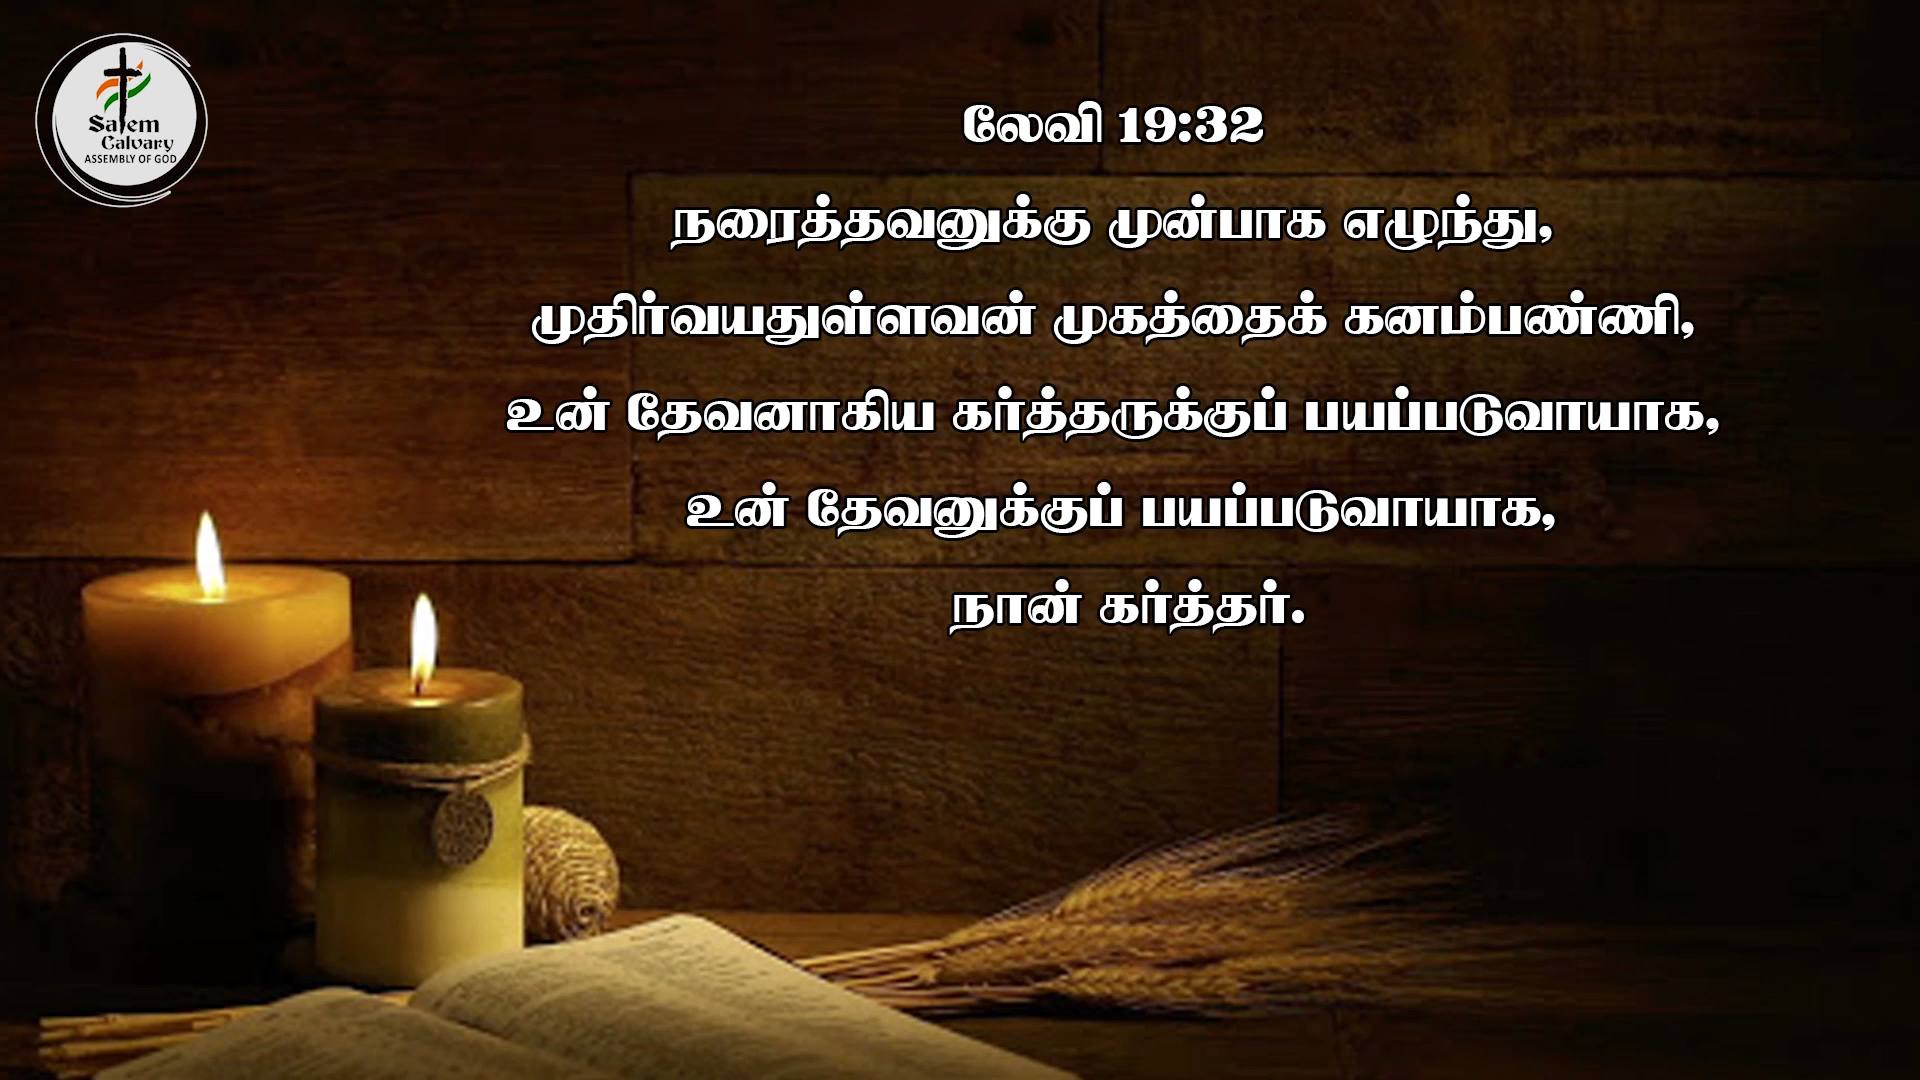 Salem
Calvary
ASSEMBLY OF GOD
லேவி 19:32
நரைத்தவனுக்கு முன்பாக எழுந்து,
முதிர்வயதுள்ளவன் முகத்தைக் கனம்பண்ணி,
உன் தேவனாகிய கர்த்தருக்குப் பயப்படுவாயாக,
உன் தேவனுக்குப் பயப்படுவாயாக,
நான் கர்த்தர்.